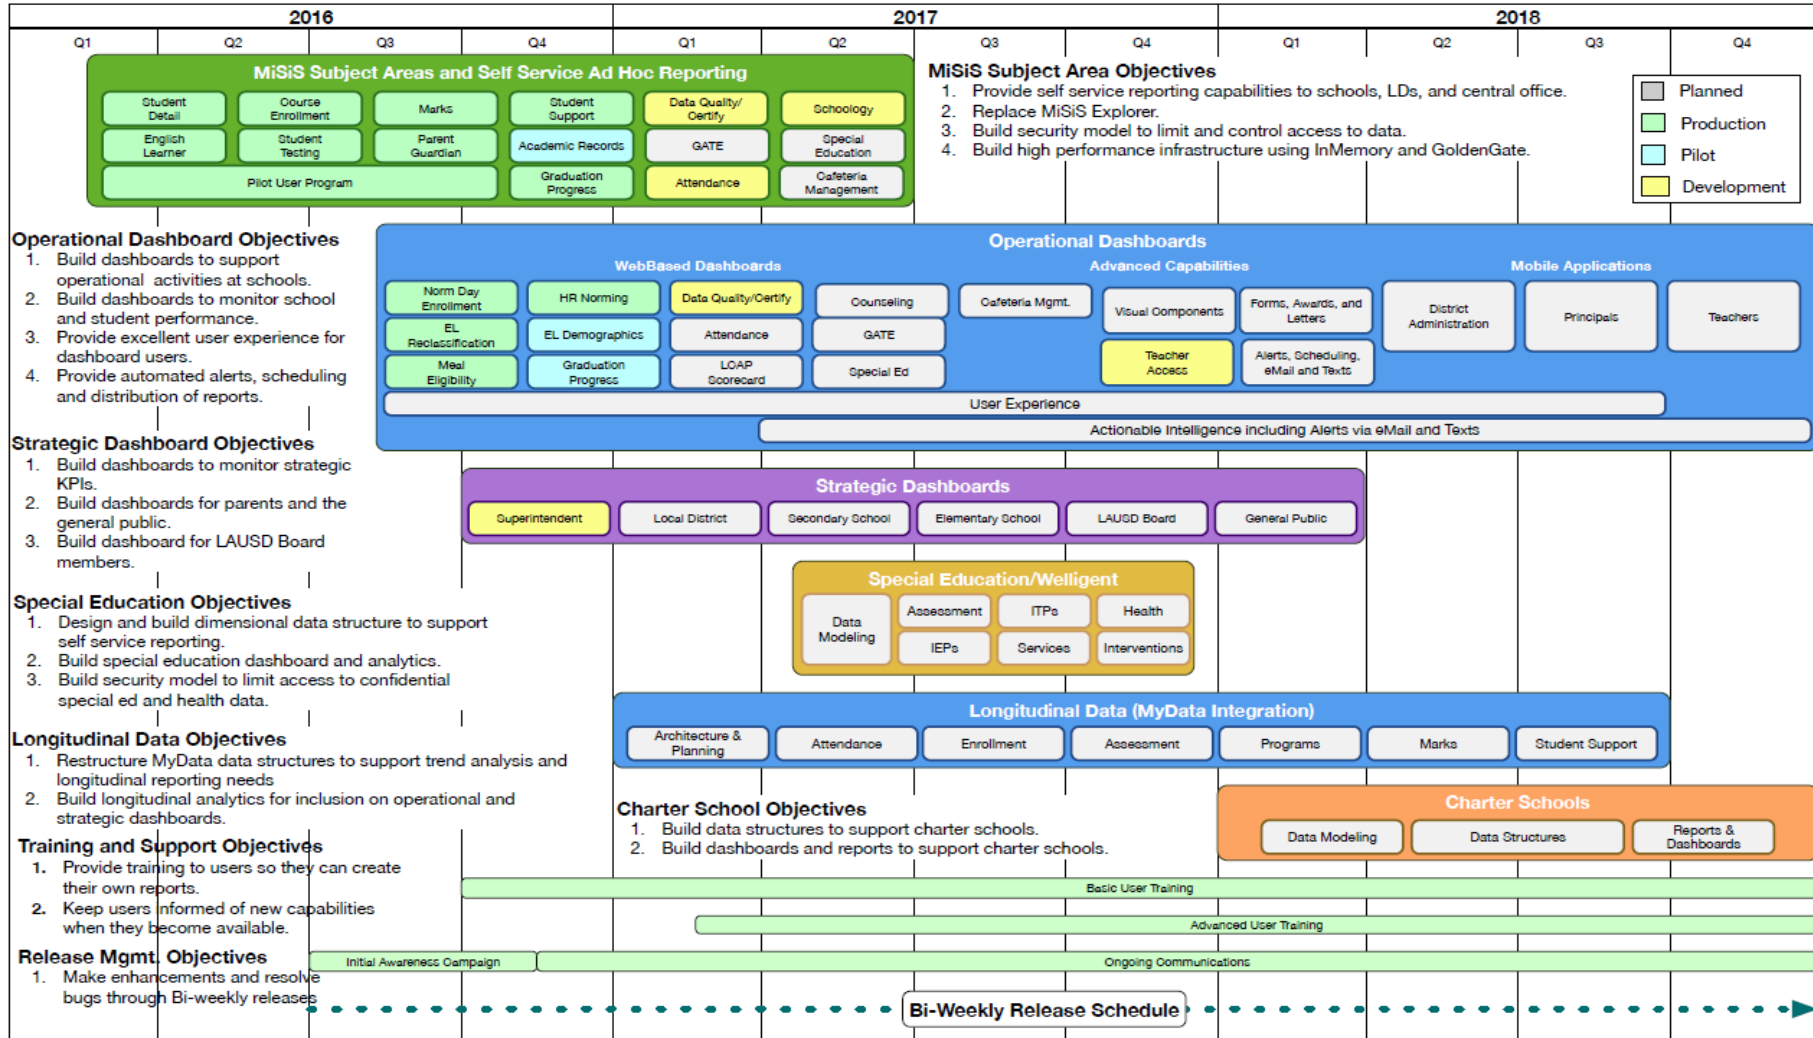 2016
2017
2018
Q1
Q2
Q3
Q4
Q1
Q2
Q3
Q4
Q1
Q2
Q3
Q4
MiSiS Subject Areas and Self Service Ad Hoc Reporting
Student
Detail
Course
Enrollment
Marks
Student
Support
Data Quality/
Certify
Schoology
English
Learner
Student
Testing
Parent
Guardian
Academic Records
GATE
Special
Education
Pilot User Program
Graduation
Progress
Attendance
Cafeteria
Management
MiSiS Subject Area Objectives
1. Provide self service reporting capabilities to schools, LDs, and central office.
2. Replace MiSiS Explorer.
3. Build security model to limit and control access to data.
4. Build high performance infrastructure using InMemory and GoldenGate.
Planned
Production
Pilot
Development
Operational Dashboard Objectives
1. Build dashboards to support
operational activities at schools.
2. Build dashboards to monitor school
and student performance.
3. Provide excellent user experience for
dashboard users.
4. Provide automated alerts, scheduling
and distribution of reports.
Operational Dashboards
WebBased Dashboards
Advanced Capabilities
Mobile Applications
Norm Day
Enrollment
HR Norming
Data Quality/Certify
Counseling
Cafeteria Mgmt.
Visual Components
Forms, Awards, and
Letters
District
Administration
Principals
Teachers
EL
Reclassification
EL Demographics
Attendance
GATE
Teacher
Access
Alerts, Scheduling,
eMail and Texts
Meal
Eligibility
Graduation
Progress
LCAP
Scorecard
Special Ed
User Experience
Actionable Intelligence including Alerts via eMail and Texts
Strategic Dashboard Objectives
1. Build dashboards to monitor strategic
KPIs.
2. Build dashboards for parents and the
general public.
3. Build dashboard for LAUSD Board
members.
Strategic Dashboards
Superintendent
Local District
Secondary School
Elementary School
LAUSD Board
General Public
Special Education Objectives
1. Design and build dimensional data structure to support
self service reporting.
2. Build special education dashboard and analytics.
3. Build security model to limit access to confidential
special ed and health data.
Special Education/Welligent
Data
Modeling
Assessment
ITPs
Health
IEPs
Services
Interventions
Longitudinal Data Objectives
1. Restructure MyData data structures to support trend analysis and
longitudinal reporting needs
2. Build longitudinal analytics for inclusion on operational and
strategic dashboards.
Longitudinal Data (MyData Integration)
Architecture &
Planning
Attendance
Enrollment
Assessment
Programs
Marks
Student Support
Charter School Objectives
1. Build data structures to support charter schools.
2. Build dashboards and reports to support charter schools.
Charter Schools
Data Modeling
Data Structures
Reports &
Dashboards
Training and Support Objectives
1. Provide training to users so they can create
their own reports.
2. Keep users informed of new capabilities
when they become available.
Basic User Training
Advanced User Training
Release Mgmt. Objectives
1. Make enhancements and resolve
bugs through Bi-weekly releases
Initial Awareness Campaign
Ongoing Communications
Bi-Weekly Release Schedule